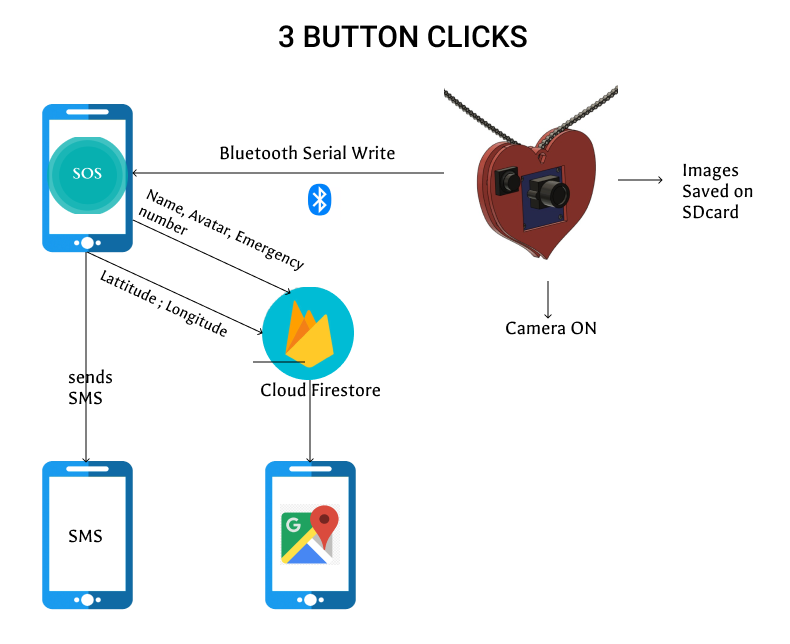 3 BUTTON CLICKS
Bluetooth Serial Write
SOS
Images
Saved on
SDcard
Name, Avatar, Emergency
number
Lattitude ; Longitude
Camera ON
sends
SMS
Cloud Firestore
SMS
G